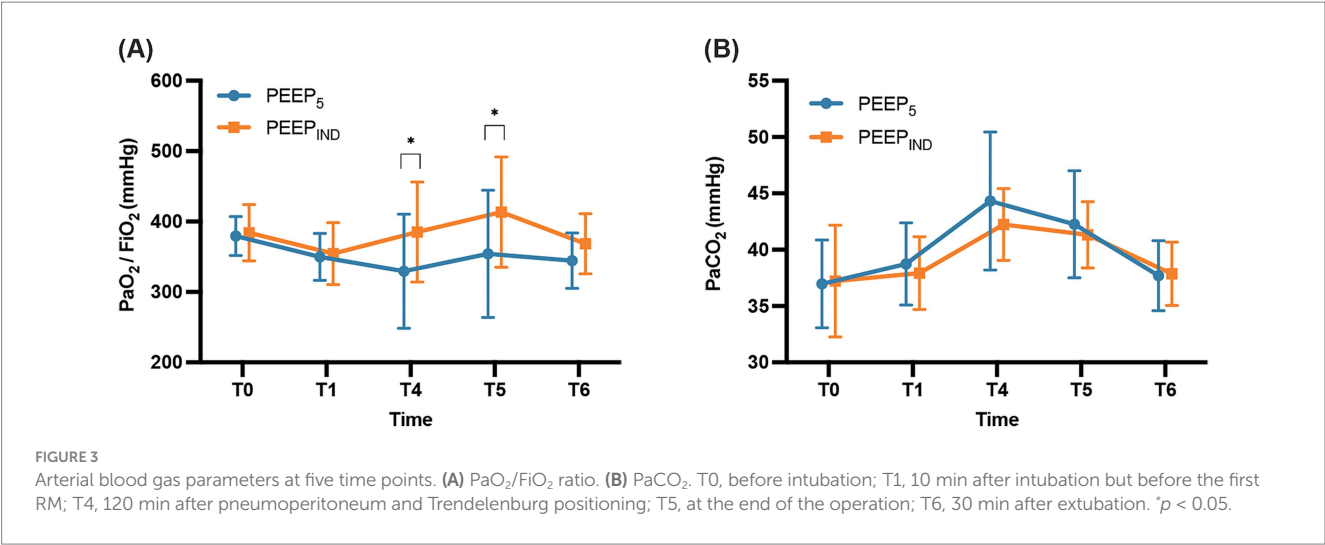 (A)
600
500
400
300
200
PaO2 / FiO2 (mmHg)
PEEP5
PEEPIND
*
*
T0 T1 T4 T5 T6
Time
(B)
55
50
45
40
35
30
PaCO2 (mmHg)
PEEP5
PEEPIND
T0 T1 T4 T5 T6
Time
FIGURE 3
Arterial blood gas parameters at five time points. (A) PaO2/FiO2 ratio. (B) PaCO2. T0, before intubation; T1, 10 min after intubation but before the first
RM; T4, 120 min after pneumoperitoneum and Trendelenburg positioning; T5, at the end of the operation; T6, 30 min after extubation. *p < 0.05.